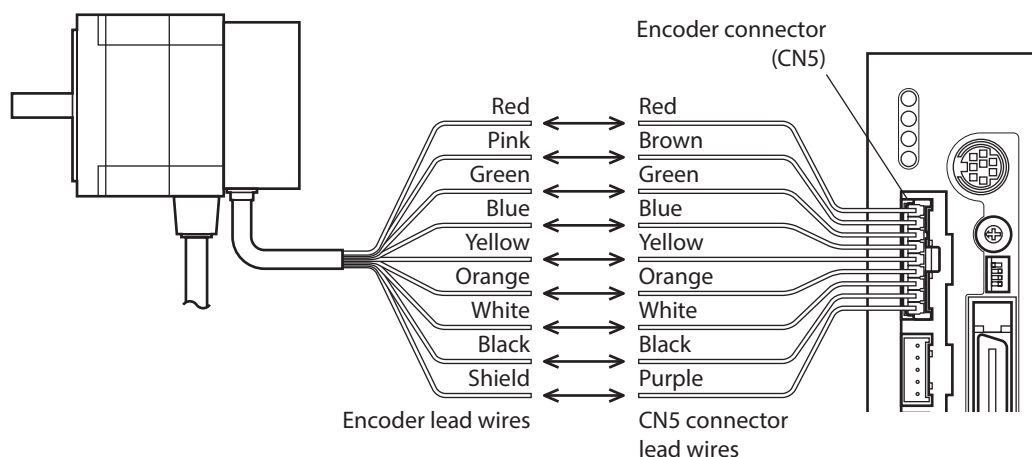 Encoder connector
(CN5)
Red Red
Pink Brown
Green Green
Blue Blue
Yellow Yellow
Orange Orange
White White
Black Black
Shield Purple
Encoder lead wires CN5 connector
lead wires